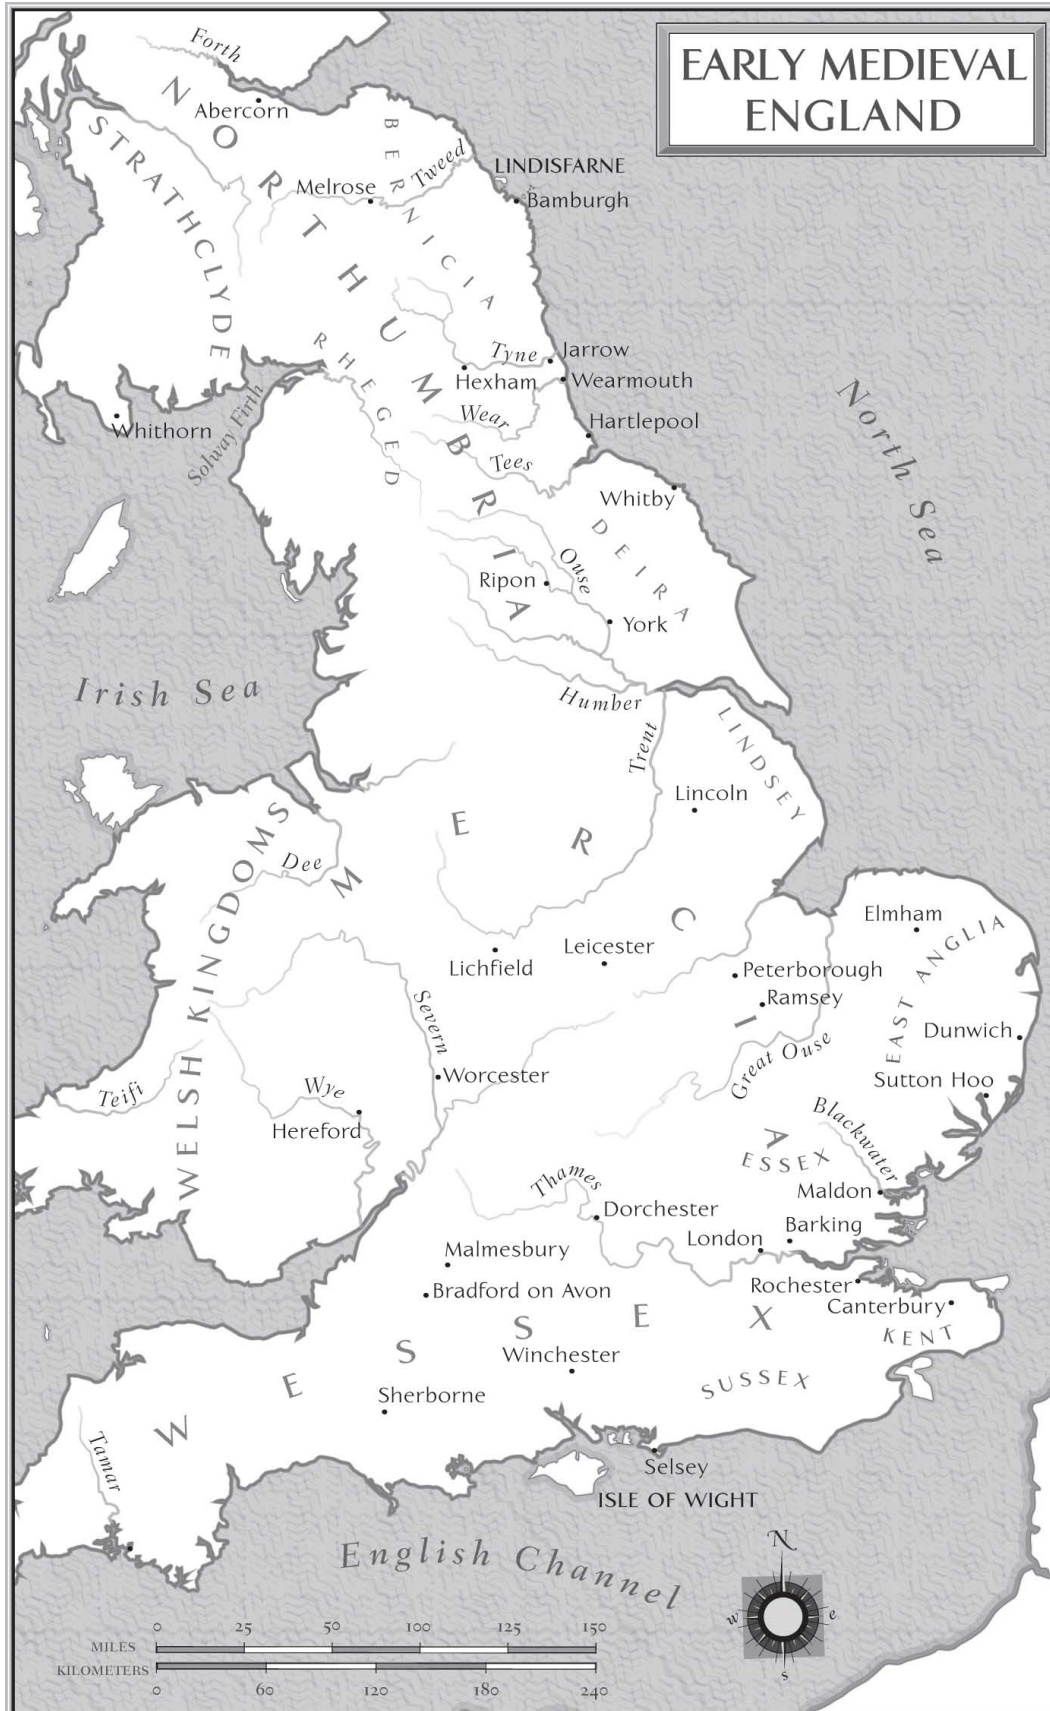 EARLY MEDIEVAL
ENGLAND
Forth
NORTHUMBRIA
Abercorn
STRATHCLYDE
BERNICIA
Tweed
LINDISFARNE
Melrose
Bamburgh
RHEGED
Tyne
Jarrow
Hexham
Wearmouth
Wear
Hartlepool
Whithorn
Solway Firth
Tees
North Sea
Whitby
DEIRA
Ouse
Ripon
York
Irish Sea
Humber
Trent
LINDSEY
Lincoln
MERCIA
WELSH KINGDOMS
Dee
Elmham
EAST ANGLIA
Leicester
Lichfield
Peterborough
Ramsey
Severn
Dunwich
Great Ouse
Worcester
Sutton Hoo
Teifi
Wye
Hereford
Blackwater
ESSEX
Thames
Maldon
Dorchester
Barking
London
Malmesbury
Bradford on Avon
Rochester
Canterbury
WESSEX
KENT
Winchester
SUSSEX
Sherborne
Tamar
Selsey
ISLE OF WIGHT
English Channel
N
w e
s
0 25 50 100 125 150
MILES
KILOMETERS
0 60 120 180 240